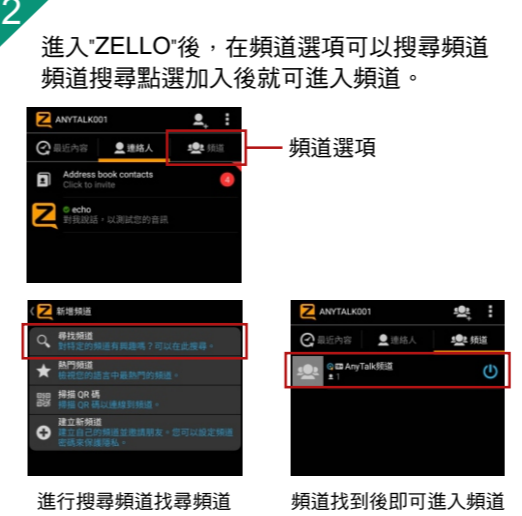 2
進入"ZELLO"後，在頻道選項可以搜尋頻道
頻道搜尋點選加入後就可進入頻道。
ANYTALK001
最近內容 連絡人 頻道
頻道選項
Address book contacts
Click to invite
4
echo
對我說話，以測試您的音訊
新增頻道
尋找頻道
對特定的頻道有興趣嗎？可以在此搜尋。
熱門頻道
檢視您的語言中最熱門的頻道。
掃描 QR 碼
掃描 QR 碼以連線到頻道。
建立新頻道
建立自己的頻道並邀請朋友。您可以設定頻道
密碼來保護隱私。
ANYTALK001
最近內容 連絡人 頻道
AnyTalk頻道
1
進行搜尋頻道找尋頻道
頻道找到後即可進入頻道